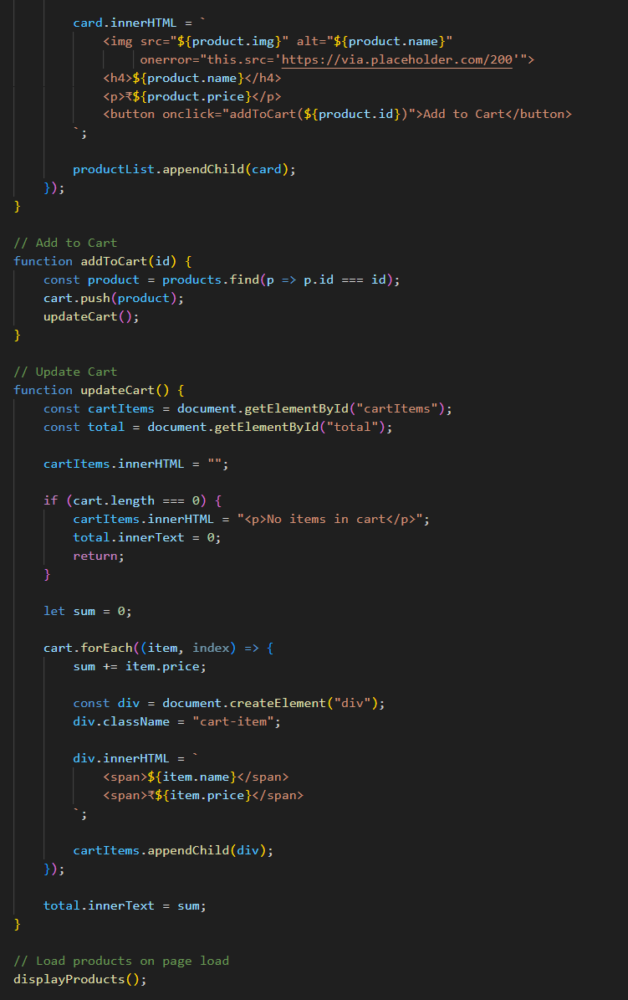 card.innerHTML = `
<img src="${product.img}" alt="${product.name}"
onerror="this.src='https://via.placeholder.com/200'">
<h4>${product.name}</h4>
<p>₹${product.price}</p>
<button onclick="addToCart(${product.id})">Add to Cart</button>
`;
productList.appendChild(card);
});
}
// Add to Cart
function addToCart(id) {
const product = products.find(p => p.id === id);
cart.push(product);
updateCart();
}
// Update Cart
function updateCart() {
const cartItems = document.getElementById("cartItems");
const total = document.getElementById("total");
cartItems.innerHTML = "";
if (cart.length === 0) {
cartItems.innerHTML = "<p>No items in cart</p>";
total.innerText = 0;
return;
}
let sum = 0;
cart.forEach((item, index) => {
sum += item.price;
const div = document.createElement("div");
div.className = "cart-item";
div.innerHTML = `
<span>${item.name}</span>
<span>₹${item.price}</span>
`;
cartItems.appendChild(div);
});
total.innerText = sum;
}
// Load products on page load
displayProducts();